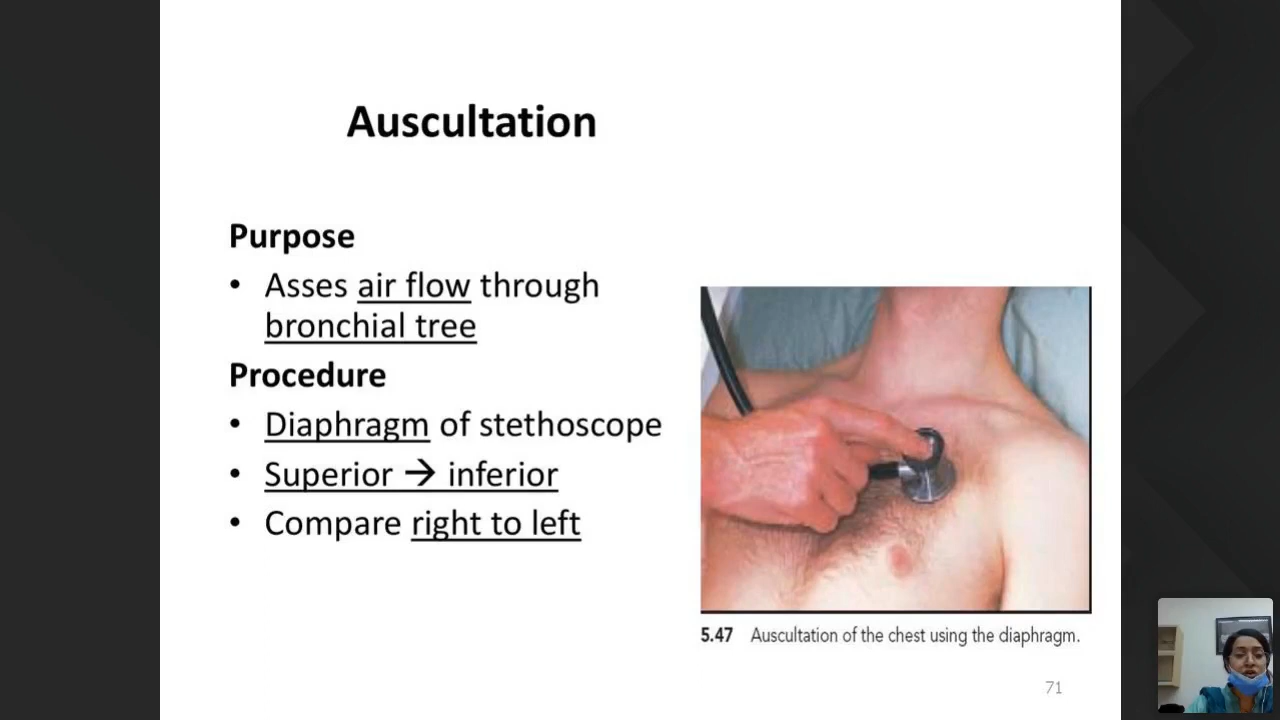 Auscultation
Purpose
• Asses air flow through
bronchial tree
Procedure
• Diaphragm of stethoscope
• Superior → inferior
• Compare right to left
5.47 Auscultation of the chest using the diaphragm.
71